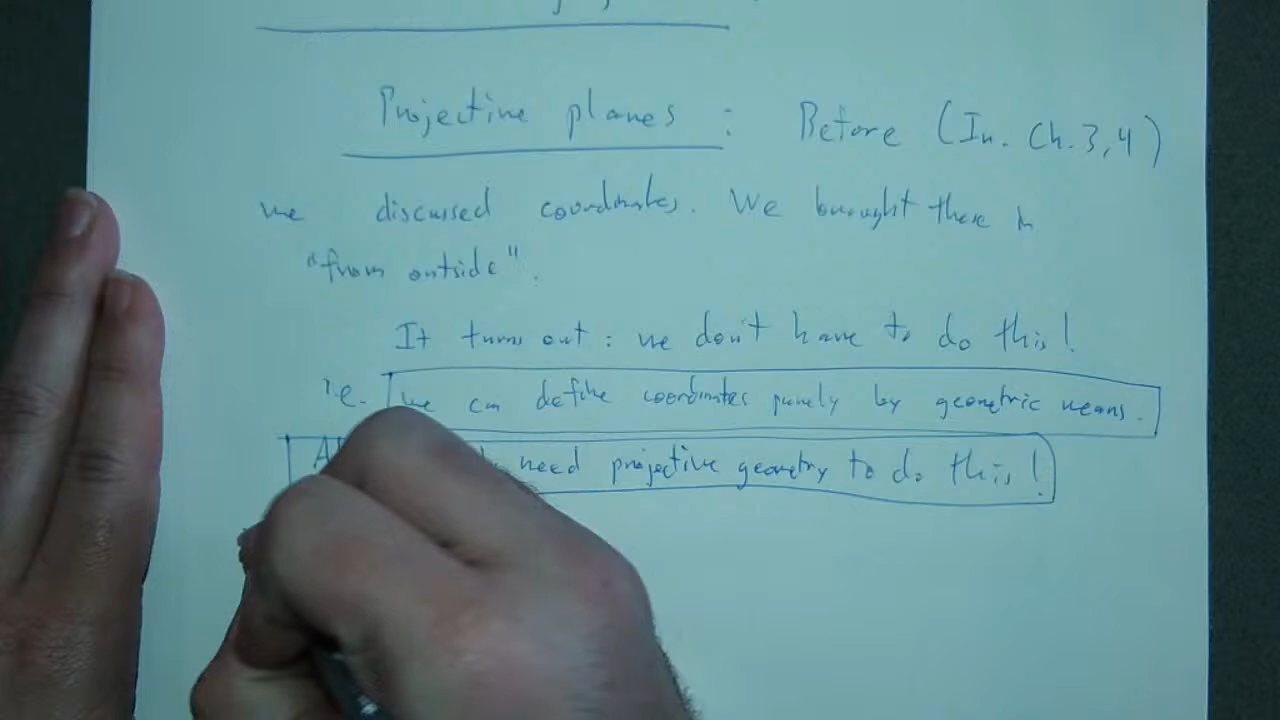 Projective planes : Before (In. Ch. 3,4)
we discussed coordinates. We brought these in
"from outside".
It turns out : we don't have to do this!
i.e. we can define coordinates purely by geometric means.
need projective geometry to do this!